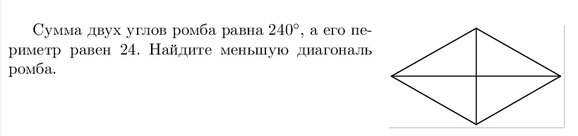 Сумма двух углов ромба равна 240°, а его пе-
риметр равен 24. Найдите меньшую диагональ
ромба.